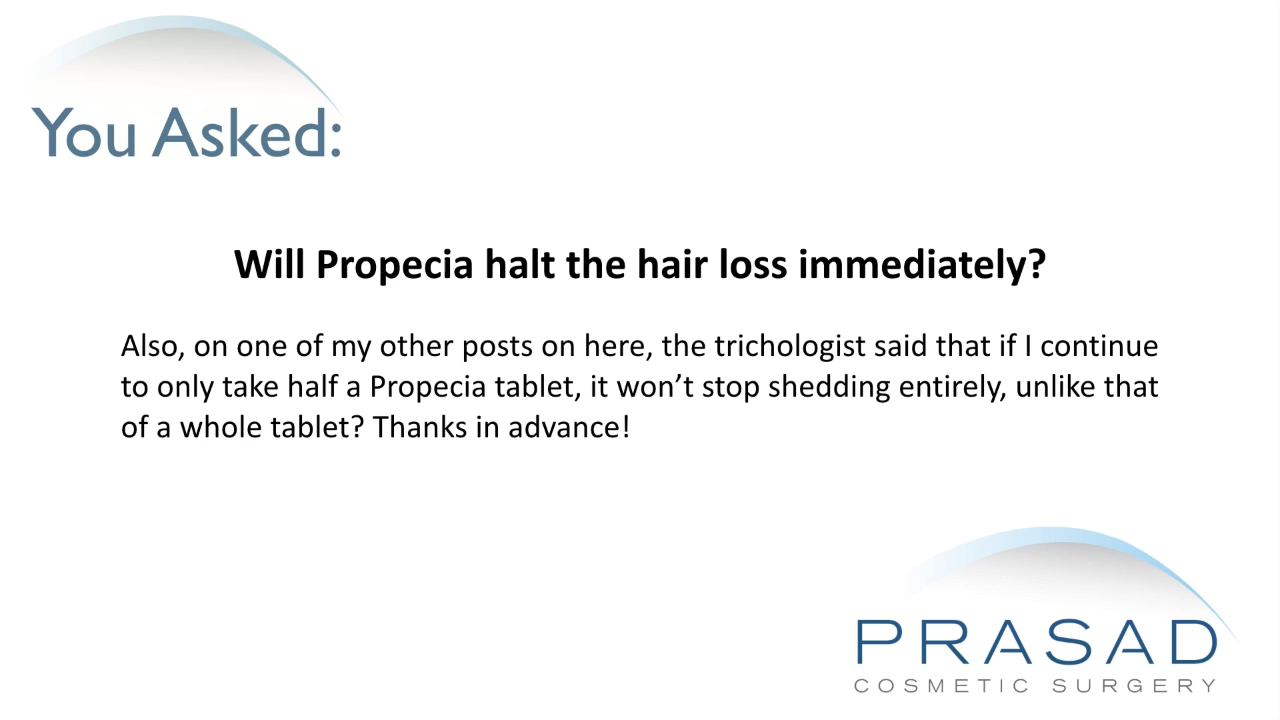 You Asked:
Will Propecia halt the hair loss immediately?
Also, on one of my other posts on here, the trichologist said that if I continue
to only take half a Propecia tablet, it won’t stop shedding entirely, unlike that
of a whole tablet? Thanks in advance!
PRASAD
COSMETIC SURGERY